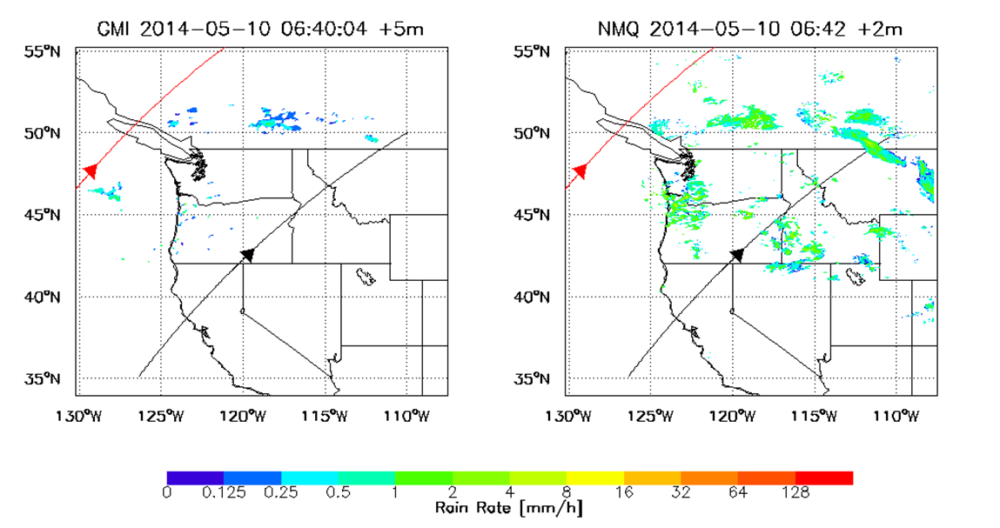 GMI 2014-05-10 06:40:04 +5m
55°N
50°N
45°N
40°N
35°N
130°W 125°W 120°W 115°W 110°W
NMQ 2014-05-10 06:42 +2m
55°N
50°N
45°N
40°N
35°N
130°W 125°W 120°W 115°W 110°W
0 0.125 0.25 0.5 1 2 4 8 16 32 64 128
Rain Rate [mm/h]